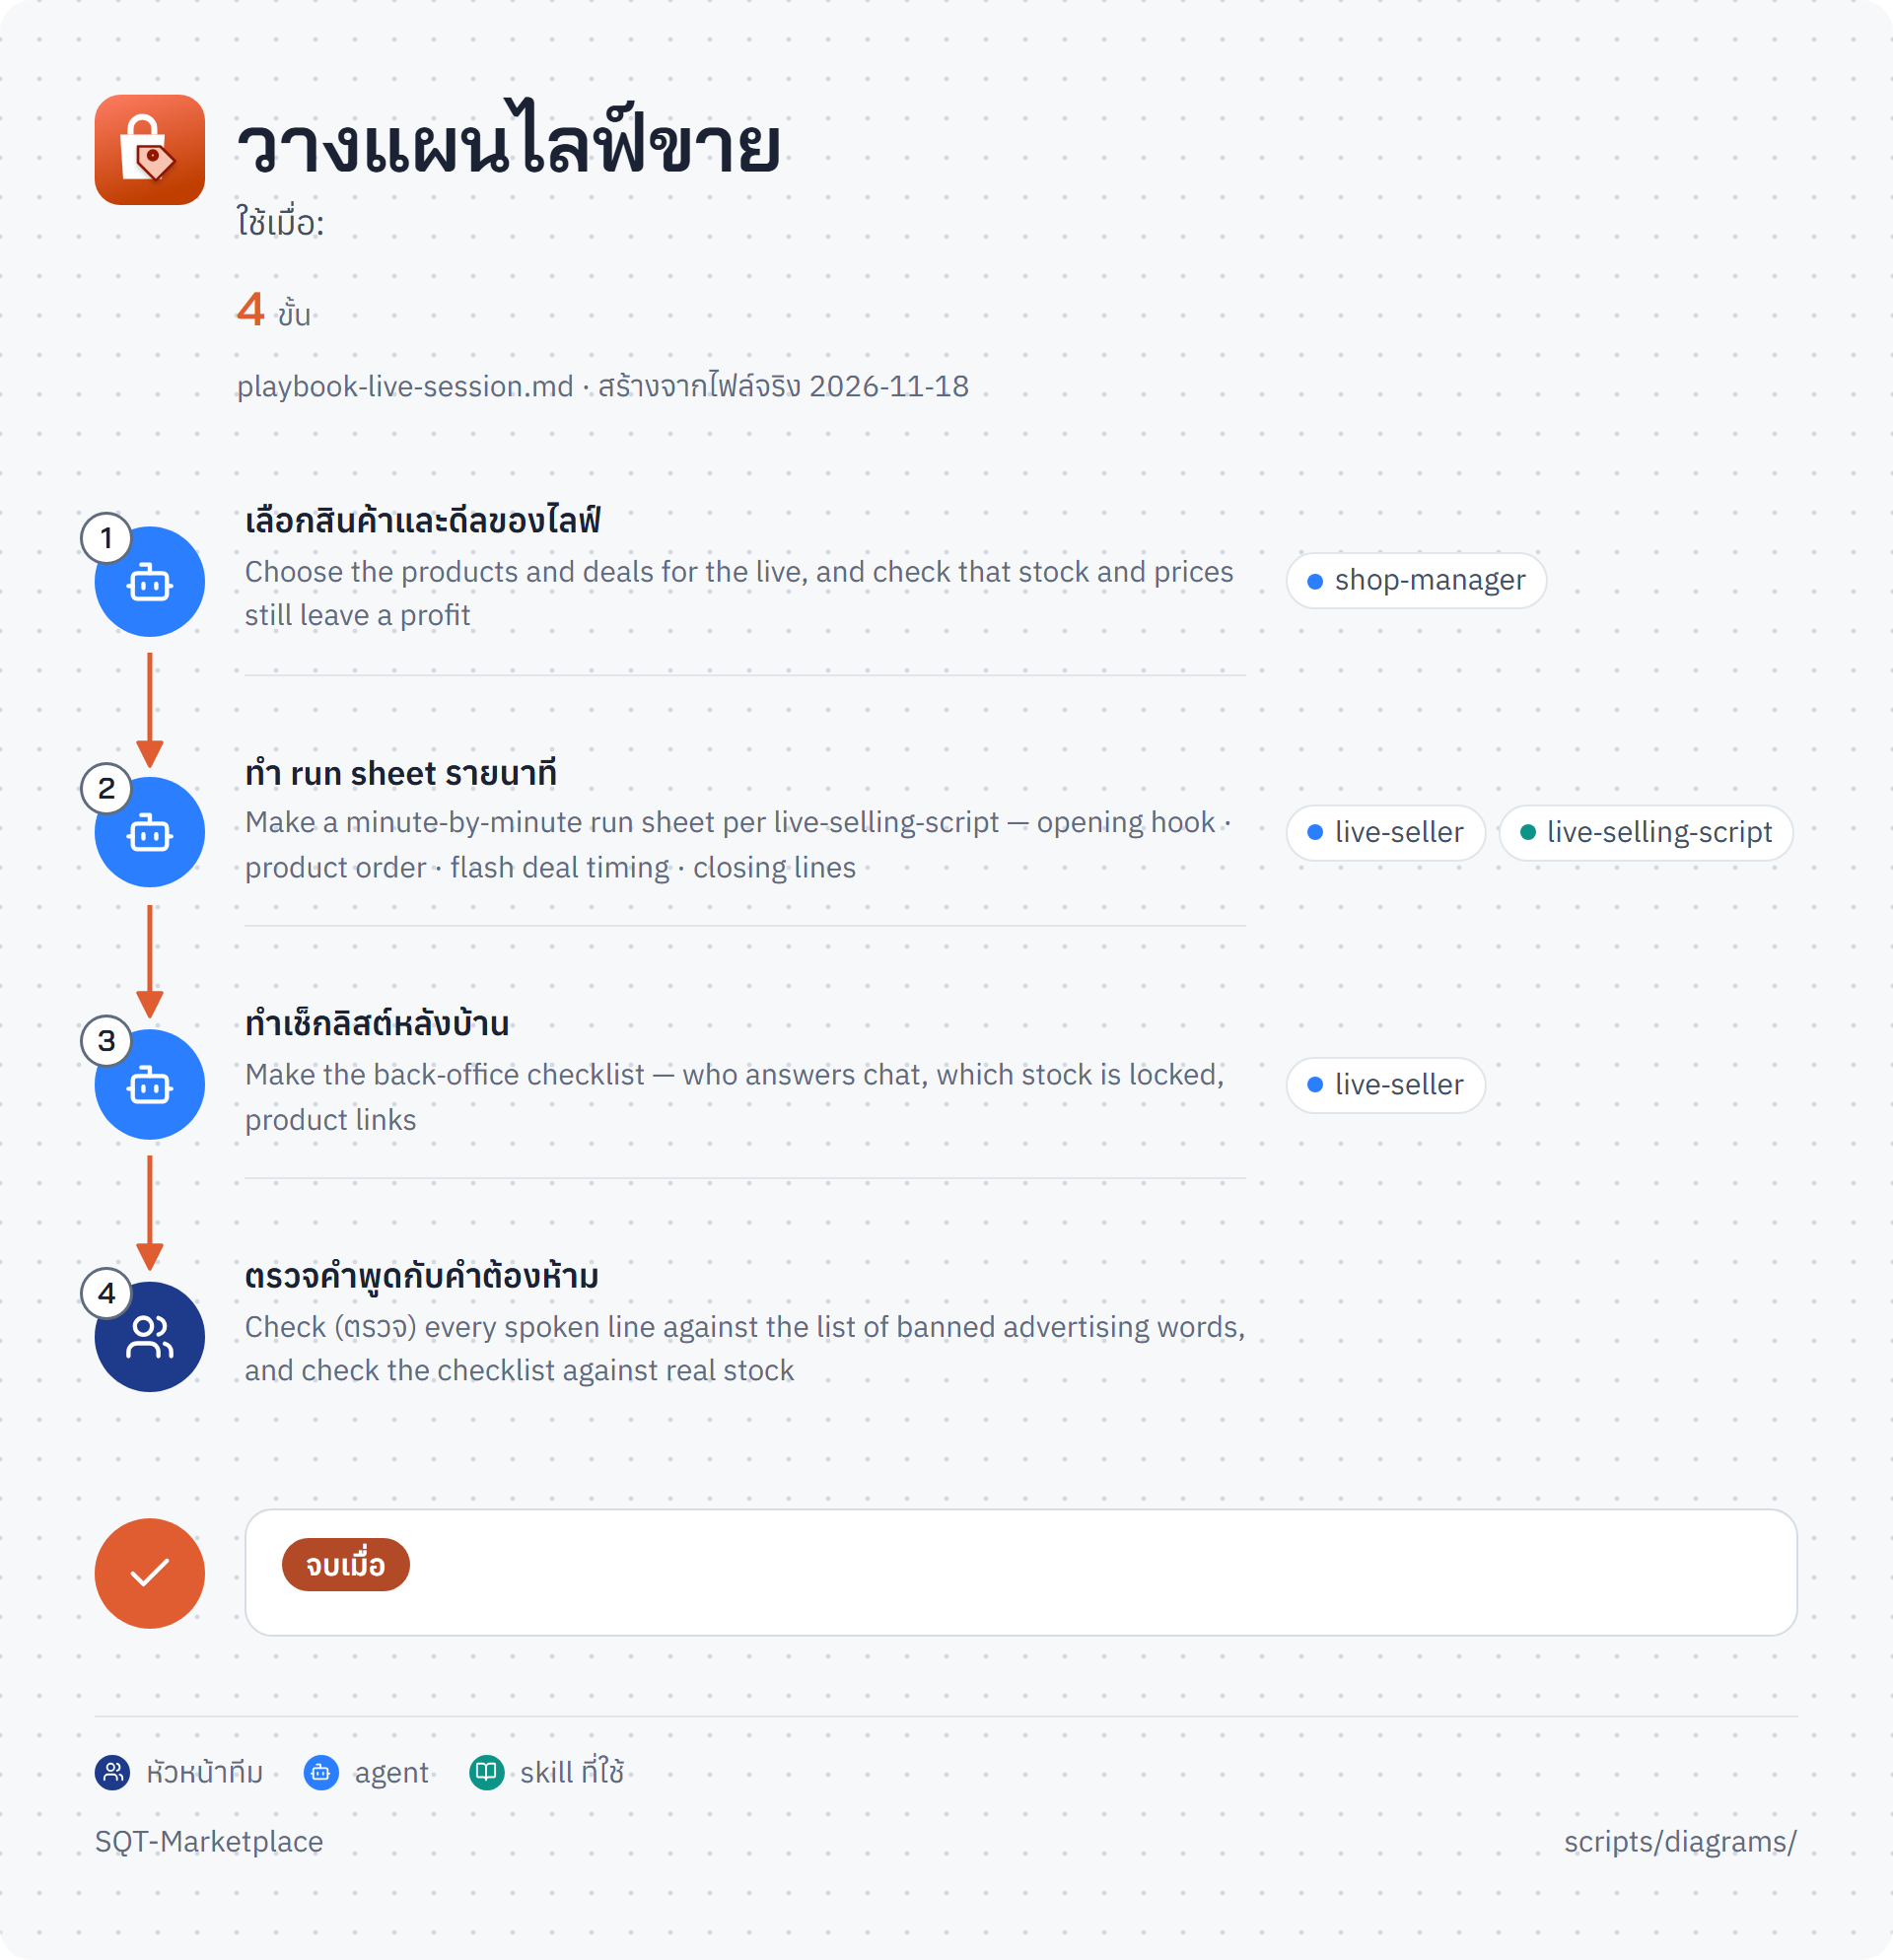 วางแผนไลฟ์ขาย
ใช้เมื่อ:
4 ขั้น
playbook-live-session.md · สร้างจากไฟล์จริง 2026-11-18
1
เลือกสินค้าและดีลของไลฟ์
Choose the products and deals for the live, and check that stock and prices
still leave a profit
shop-manager
2
ทำ run sheet รายนาที
Make a minute-by-minute run sheet per live-selling-script — opening hook ·
product order · flash deal timing · closing lines
live-seller
live-selling-script
3
ทำเช็กลิสต์หลังบ้าน
Make the back-office checklist — who answers chat, which stock is locked,
product links
live-seller
4
ตรวจคำพูดกับคำต้องห้าม
Check (ตรวจ) every spoken line against the list of banned advertising words,
and check the checklist against real stock
จบเมื่อ
หัวหน้าทีม
agent
skill ที่ใช้
SQT-Marketplace
scripts/diagrams/